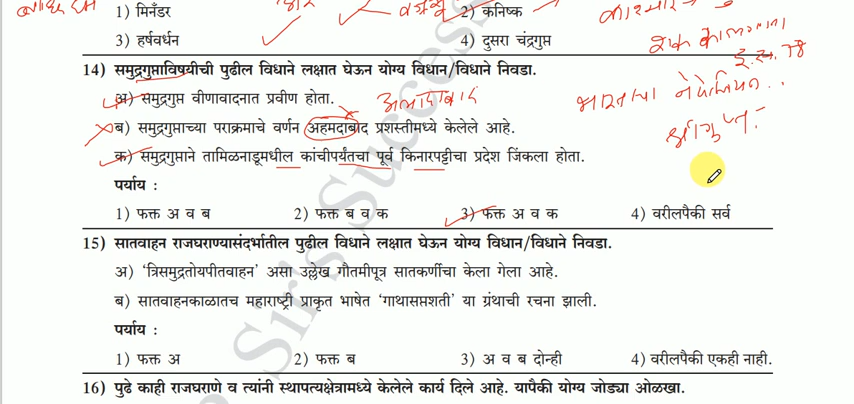 1) मिनँडर
2) कनिष्क
3) हर्षवर्धन
4) दुसरा चंद्रगुप्त
इ.स. 78
14) समुद्रगुप्ताविषयीची पुढील विधाने लक्षात घेऊन योग्य विधान/विधाने निवडा.
अ) समुद्रगुप्त वीणावादनात प्रवीण होता.
ब) समुद्रगुप्ताच्या पराक्रमाचे वर्णन अहमदाबाद प्रशस्तीमध्ये केलेले आहे.
क) समुद्रगुप्ताने तामिळनाडूमधील कांचीपर्यंतचा पूर्व किनारपट्टीचा प्रदेश जिंकला होता.
पर्याय :
1) फक्त अ व ब
2) फक्त ब व क
3) फक्त अ व क
4) वरीलपैकी सर्व
15) सातवाहन राजघराण्यासंदर्भातील पुढील विधाने लक्षात घेऊन योग्य विधान/विधाने निवडा.
अ) 'त्रिसमुद्रतोयपीतवाहन' असा उल्लेख गौतमीपूत्र सातकर्णीचा केला गेला आहे.
ब) सातवाहनकाळातच महाराष्ट्री प्राकृत भाषेत 'गाथासप्तशती' या ग्रंथाची रचना झाली.
पर्याय :
1) फक्त अ
2) फक्त ब
3) अ व ब दोन्ही
4) वरीलपैकी एकही नाही.
16) पुढे काही राजघराणे व त्यांनी स्थापत्यक्षेत्रामध्ये केलेले कार्य दिले आहे. यापैकी योग्य जोड्या ओळखा.
Sir's Success